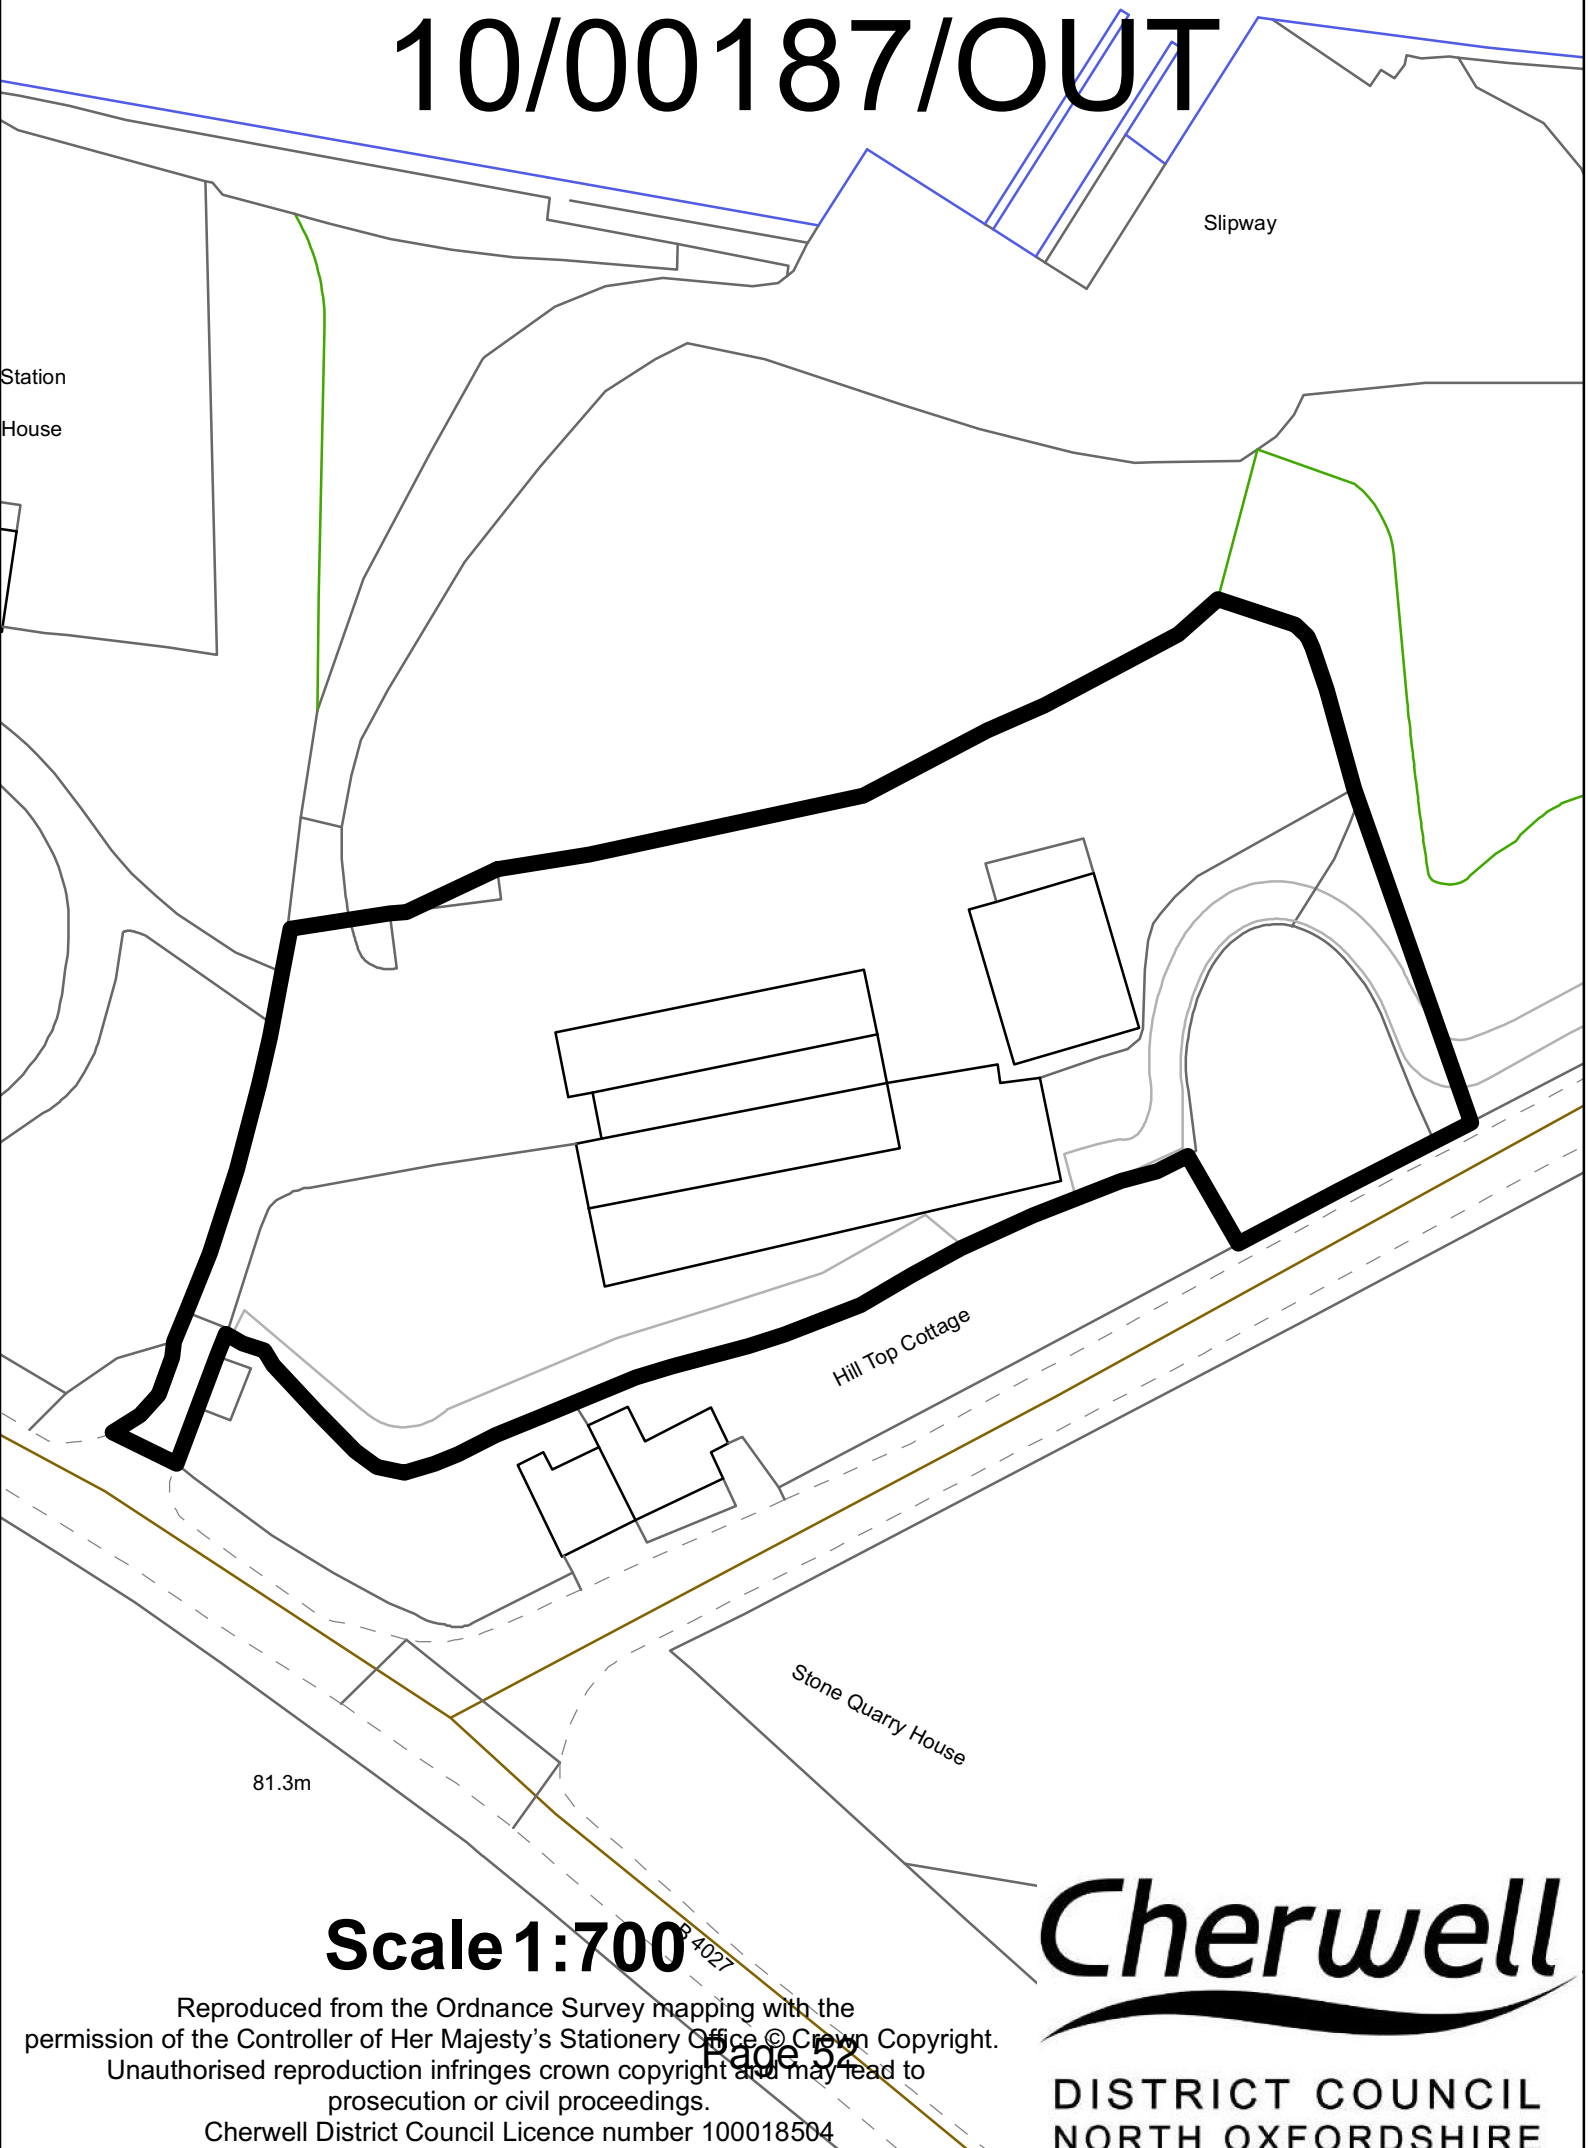 10/00187/OUT
Slipway
Station
House
Hill Top Cottage
Stone Quarry House
81.3m
B 4027
Scale 1:700
Reproduced from the Ordnance Survey mapping with the
permission of the Controller of Her Majesty's Stationery Office © Crown Copyright.
Unauthorised reproduction infringes crown copyright and may lead to
prosecution or civil proceedings.
Cherwell District Council Licence number 100018504
Page 52
Cherwell
DISTRICT COUNCIL
NORTH OXFORDSHIRE